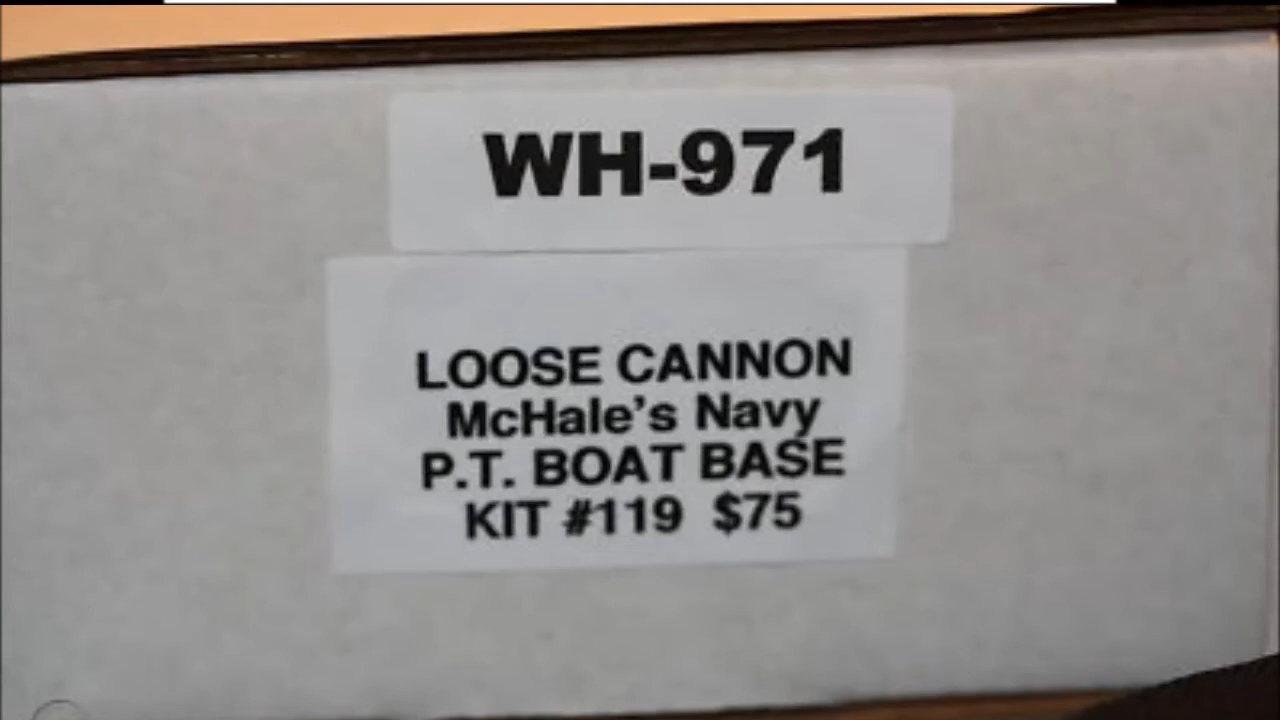 WH-971
LOOSE CANNON
McHale's Navy
P.T. BOAT BASE
KIT #119 $75